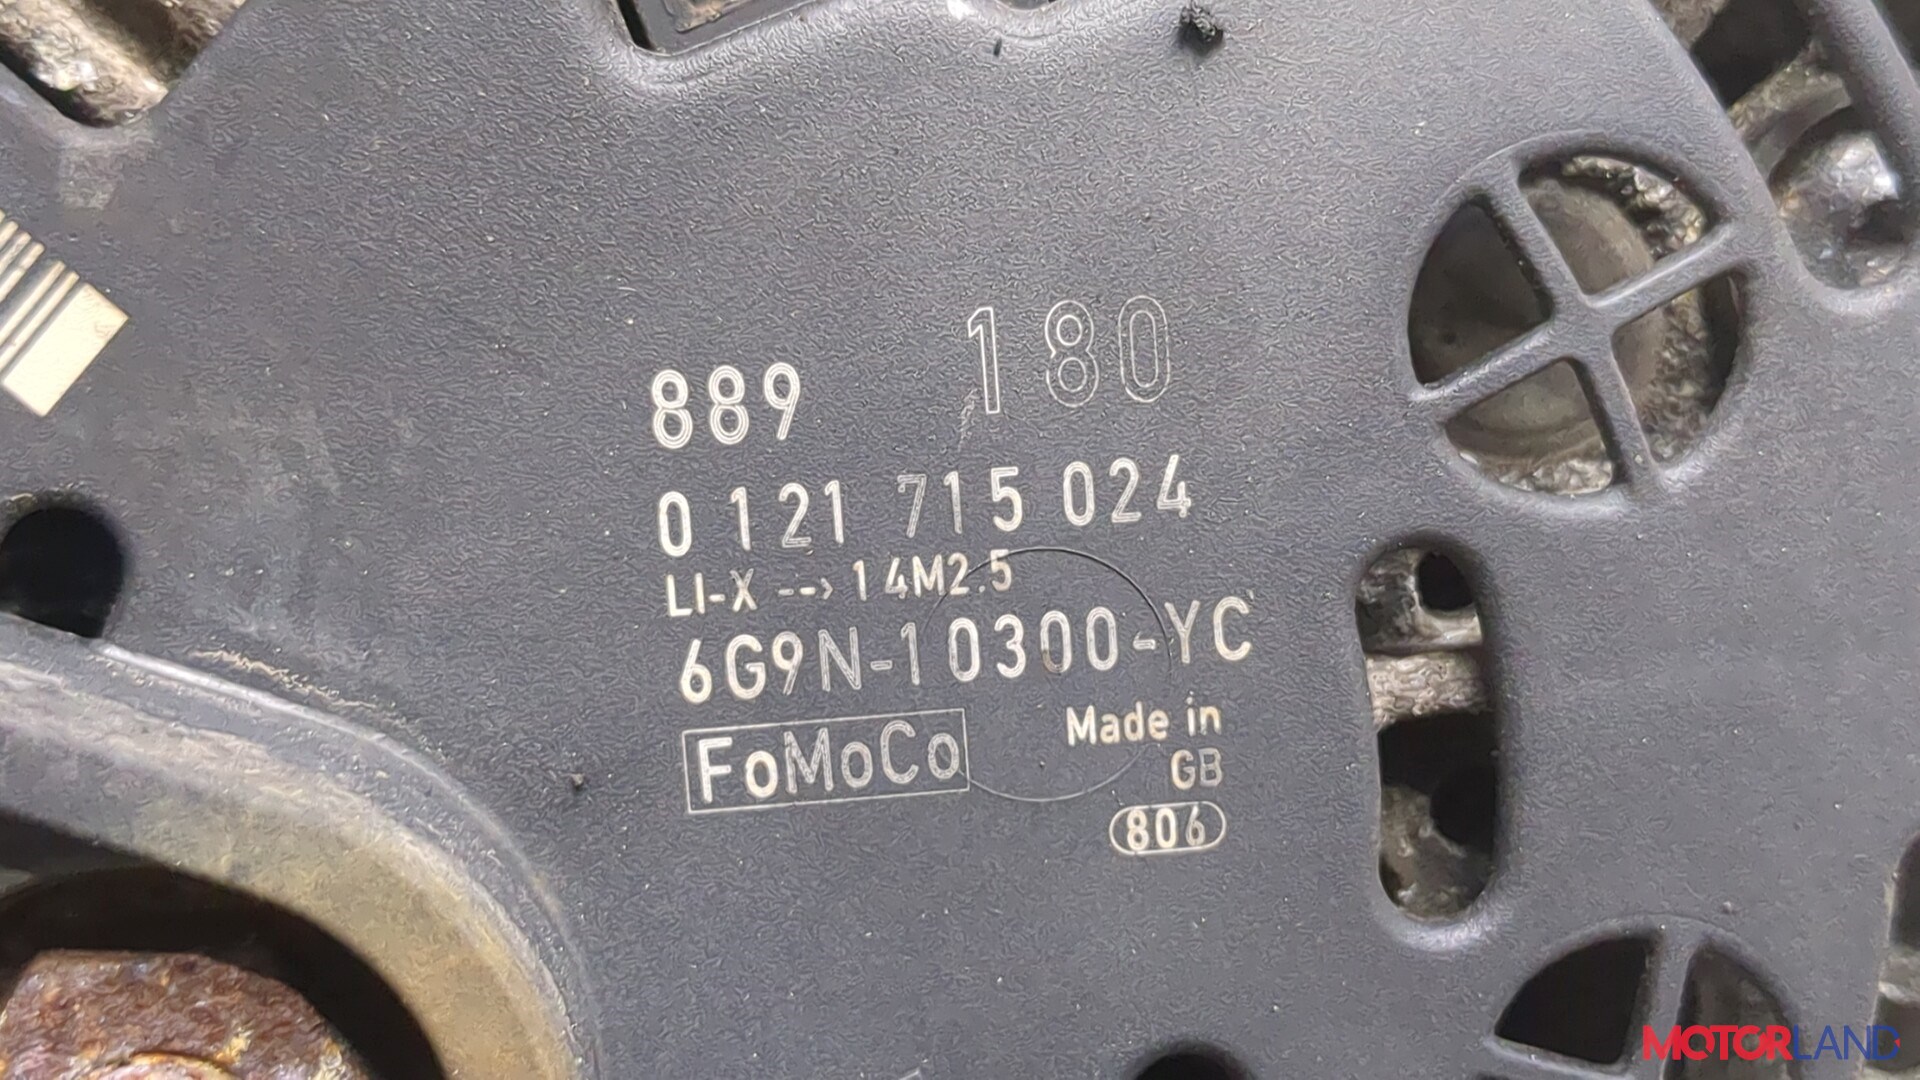 889 180
0 121 715 024
LI-X --> 14M2.5
6G9N-10300-YC
FoMoCo
Made in
GB
806
MOTORLAND